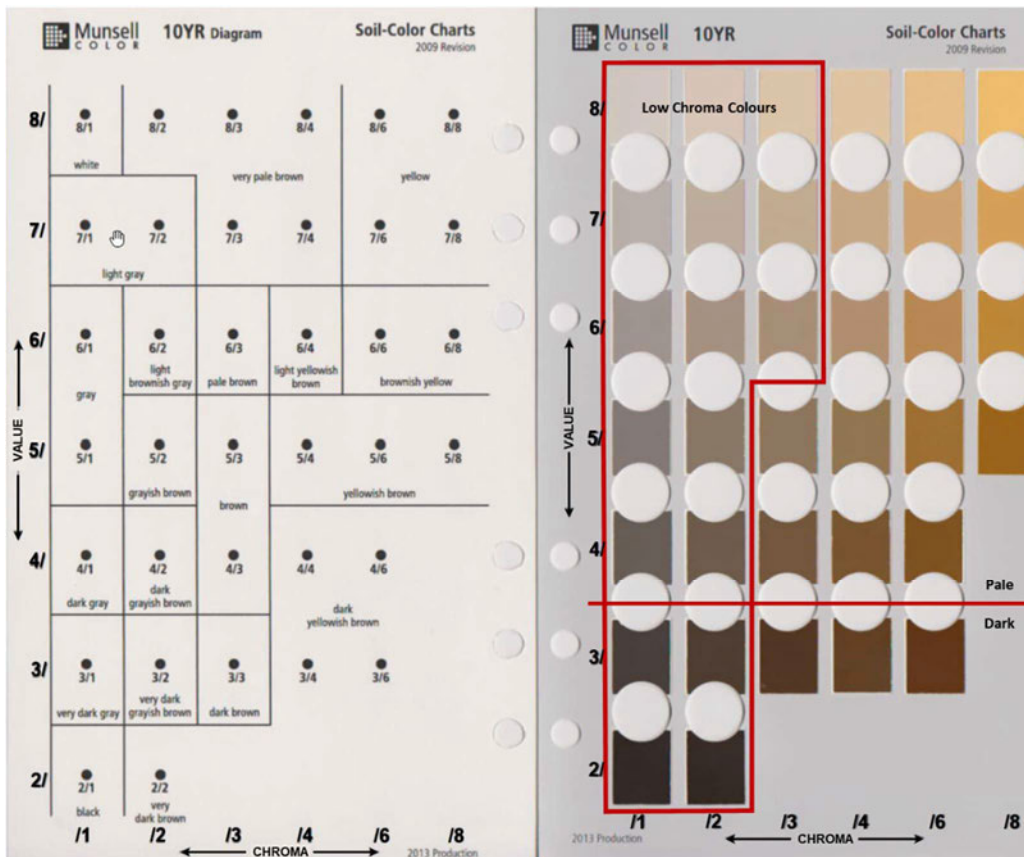 Munsell
COLOR
10YR Diagram
Soil-Color Charts
2009 Revision
8/
8/1
8/2
8/3
8/4
8/6
8/8
white
very pale brown
yellow
7/
7/1
7/2
7/3
7/4
7/6
7/8
light gray
6/
6/1
6/2
6/3
6/4
6/6
6/8
gray
light
brownish gray
pale brown
light yellowish
brown
brownish yellow
VALUE
5/
5/1
5/2
5/3
5/4
5/6
5/8
grayish brown
brown
yellowish brown
4/
4/1
4/2
4/3
4/4
4/6
dark gray
dark
grayish brown
dark
yellowish brown
3/
3/1
3/2
3/3
3/4
3/6
very dark gray
very dark
grayish brown
dark brown
2/
2/1
2/2
black
very
dark brown
/1
/2
/3
/4
/6
/8
CHROMA
2013 Production
Munsell
COLOR
10YR
Soil-Color Charts
2009 Revision
Low Chroma Colours
8/
7/
6/
VALUE
5/
4/
Pale
Dark
3/
2/
/1
/2
/3
/4
/6
/8
2013 Production
CHROMA